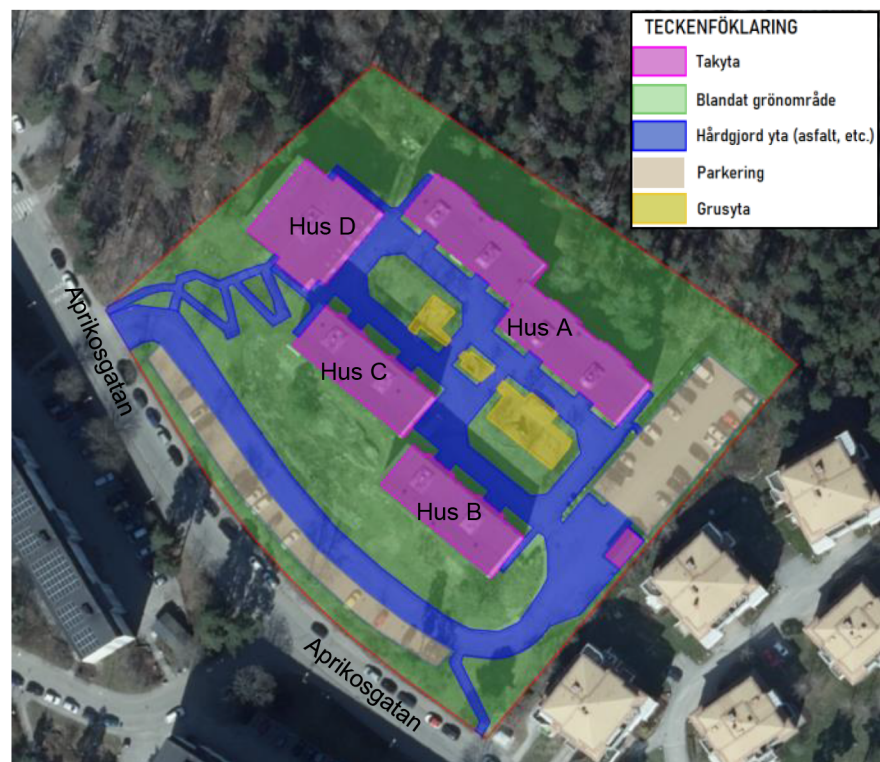 TECKENFÖKLARING
Takyta
Blandat grönområde
Hårdgjord yta (asfalt, etc.)
Parkering
Grusyta
Hus D
Hus A
Hus C
Hus B
Aprikosgatan
Aprikosgatan